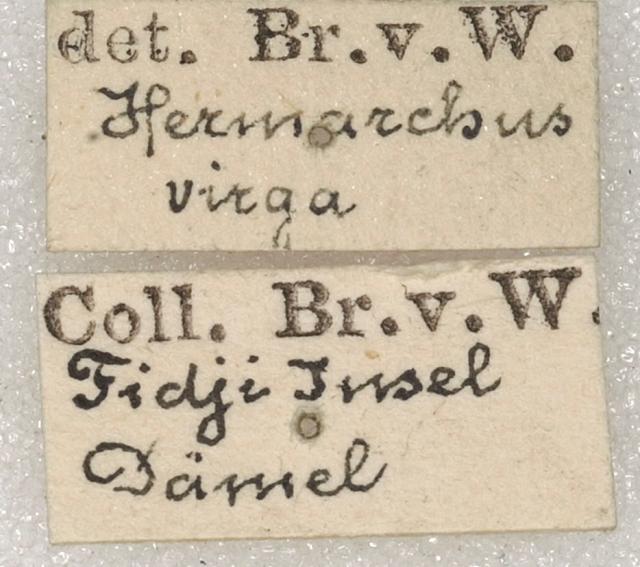 det. Br.v.W.
Hermarchus
virga
Coll. Br.v.W.
Fidji Insel
Dämel